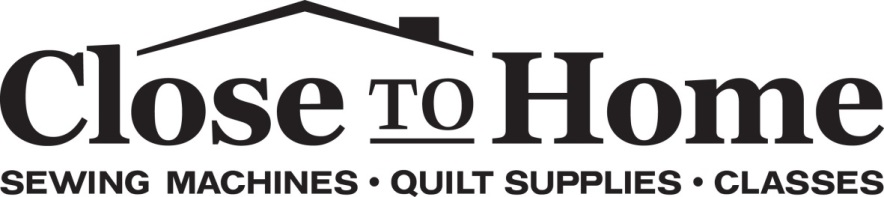 Close TO Home
SEWING MACHINES • QUILT SUPPLIES • CLASSES